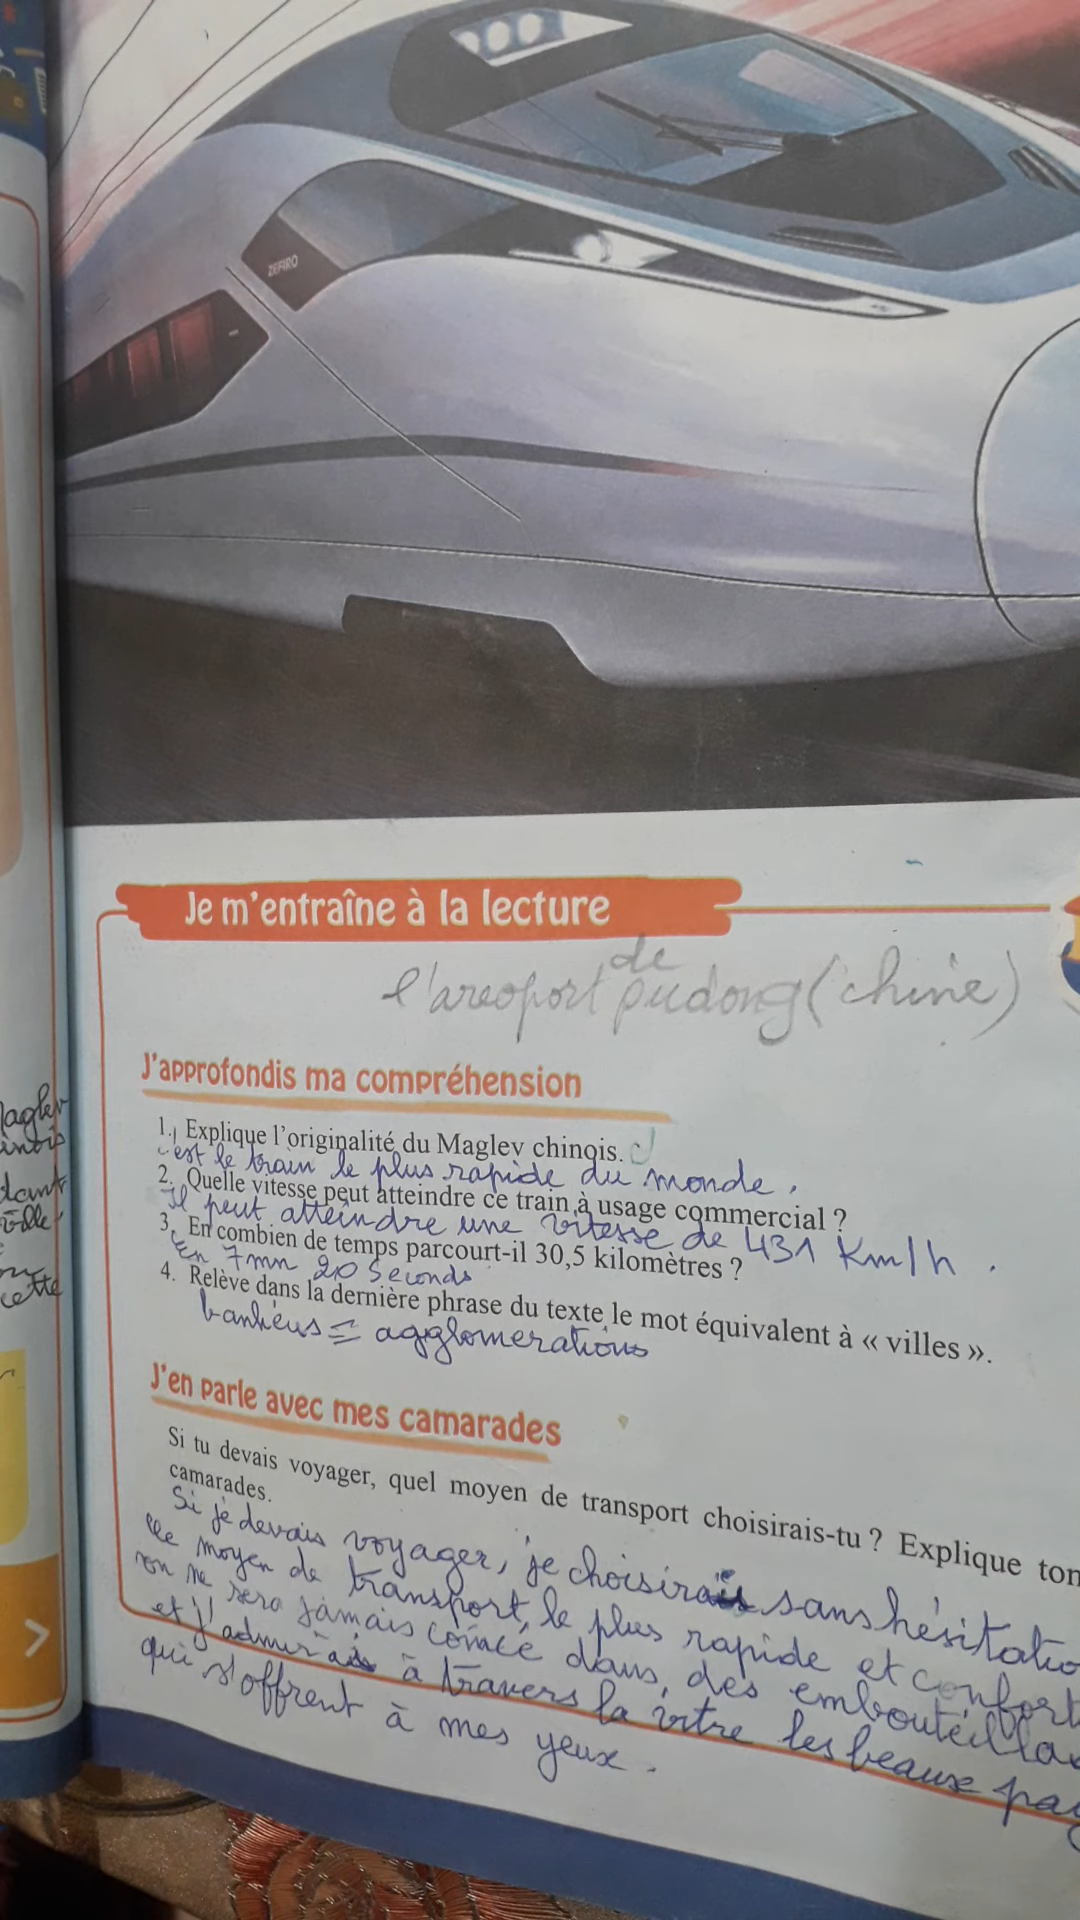 ZEFIRO
Je m'entraîne à la lecture
de
l'areoport pudong (chine)
J'approfondis ma compréhension
1. Explique l'originalité du Maglev chinois.
c'est le train le plus rapide du monde.
2. Quelle vitesse peut atteindre ce train à usage commercial ?
Il peut atteindre une vitesse de 431 Km/h.
3. En combien de temps parcourt-il 30,5 kilomètres ?
En 7mn 20 Seconds
4. Relève dans la dernière phrase du texte le mot équivalent à « villes ».
agglomerations
J'en parle avec mes camarades
Si tu devais voyager, quel moyen de transport choisirais-tu ? Explique ton
camarades.
Si je devais voyager, je choisirais sans hésitatio
le moyen de transport, le plus rapide et confort
on ne sera jamais coincé dans, des embouteilla
et j'admirais à travers la vitre les beaux pay
qui s'offrent à mes yeux.